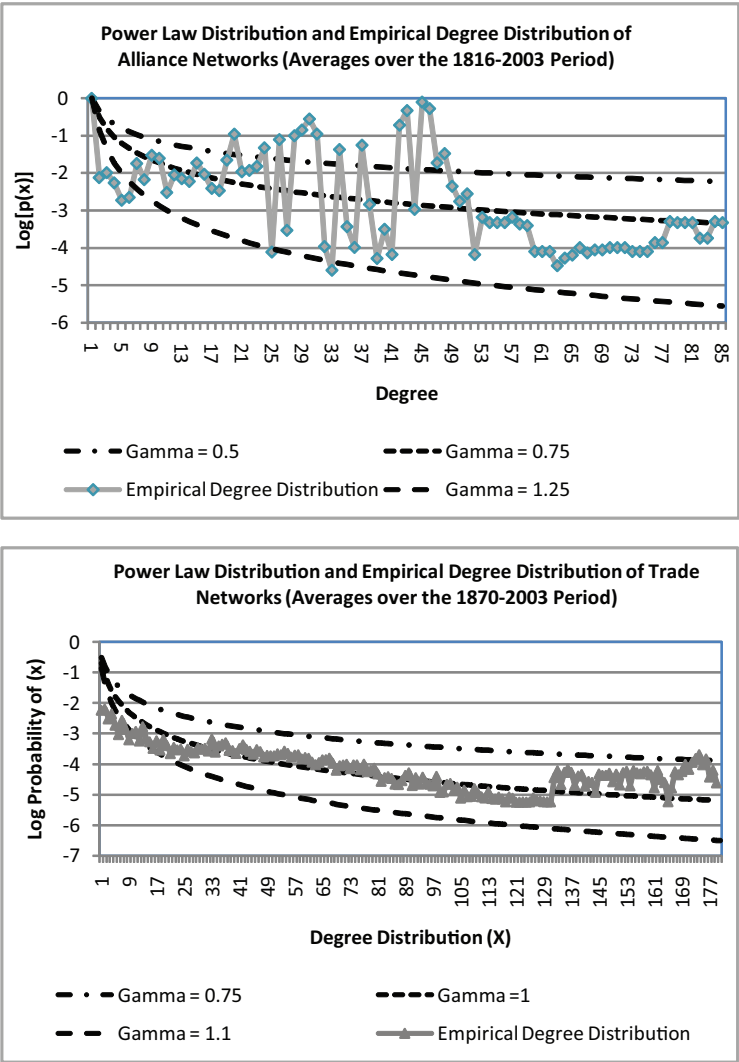 Power Law Distribution and Empirical Degree Distribution of
Alliance Networks (Averages over the 1816-2003 Period)
0
-1
-2
-3
-4
-5
-6
Log[p(x)]
1 5 9 13 17 21 25 29 33 37 41 45 49 53 57 61 65 69 73 77 81 85
Degree
Gamma = 0.5 Gamma = 0.75
Empirical Degree Distribution Gamma = 1.25
Power Law Distribution and Empirical Degree Distribution of Trade
Networks (Averages over the 1870-2003 Period)
0
-1
-2
-3
-4
-5
-6
-7
Log Probability of (x)
1 9 17 25 33 41 49 57 65 73 81 89 97 105 113 121 129 137 145 153 161 169 177
Degree Distribution (X)
Gamma = 0.75 Gamma =1
Gamma = 1.1 Empirical Degree Distribution